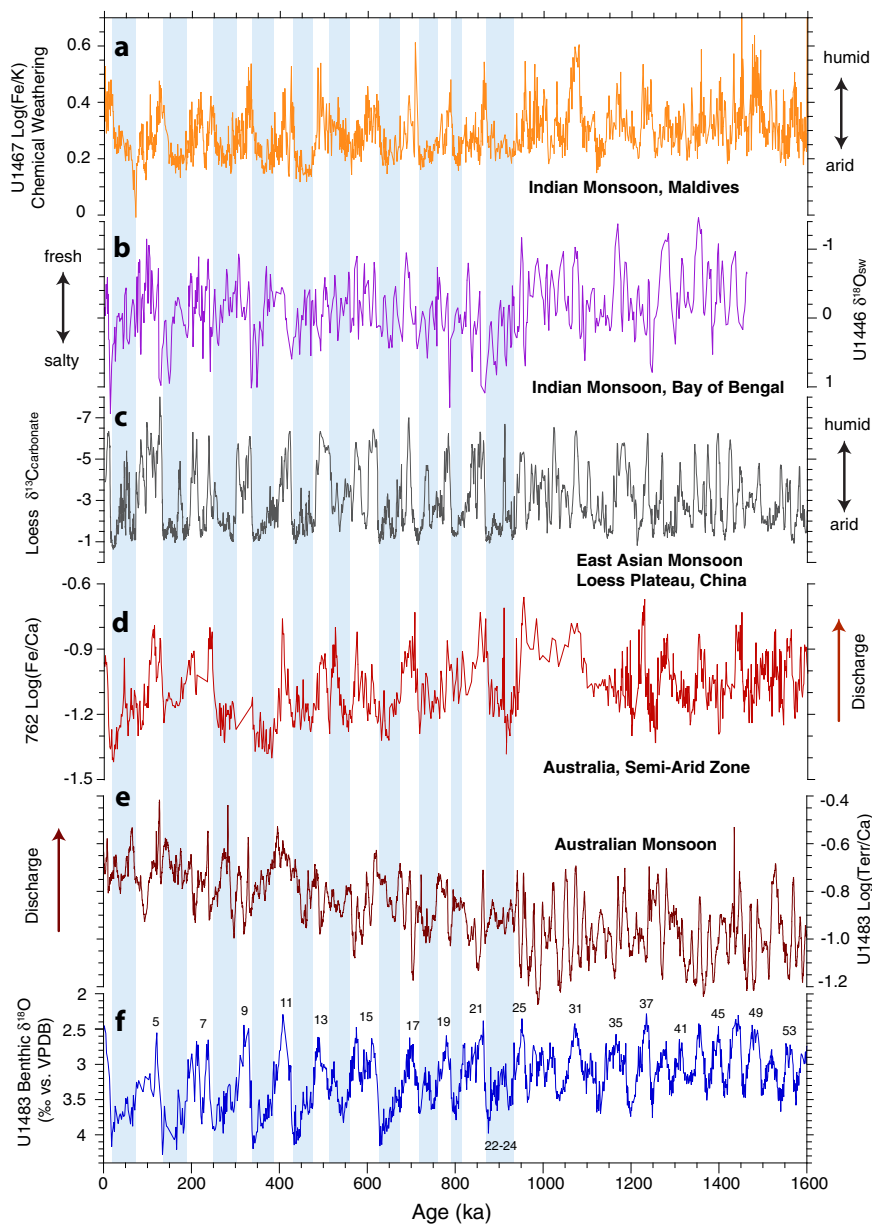 a
0.6
0.4
0.2
0
U1467 Log(Fe/K)
Chemical Weathering
humid
arid
Indian Monsoon, Maldives
b
fresh
salty
-1
0
1
U1446 δ18Osw
Indian Monsoon, Bay of Bengal
c
-7
-5
-3
-1
Loess δ13Ccarbonate
humid
arid
East Asian Monsoon
Loess Plateau, China
-0.6
d
-0.9
-1.2
-1.5
762 Log(Fe/Ca)
Discharge
Australia, Semi-Arid Zone
e
-0.4
-0.6
-0.8
-1.0
-1.2
Discharge
Australian Monsoon
U1483 Log(Terr/Ca)
2
f
2.5
3
3.5
4
U1483 Benthic δ18O
(‰ vs. VPDB)
5
7
9
11
13
15
17
19
21
25
31
35
37
41
45
49
53
22-24
0
200
400
600
800
1000
1200
1400
1600
Age (ka)